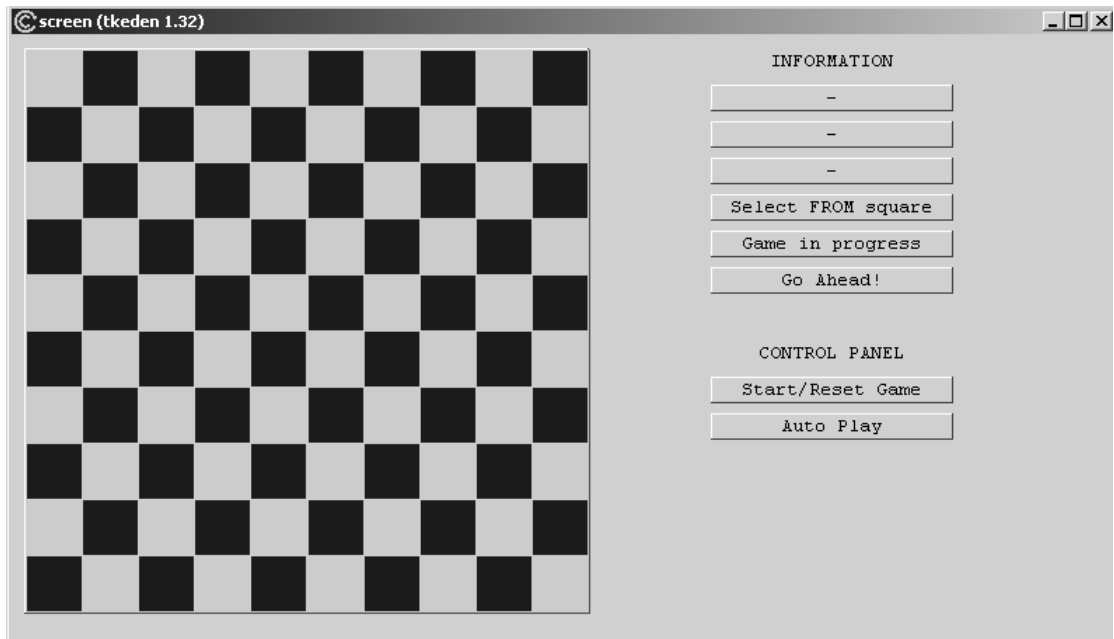 screen (tkeden 1.32)
INFORMATION
-
-
-
Select FROM square
Game in progress
Go Ahead!
CONTROL PANEL
Start/Reset Game
Auto Play